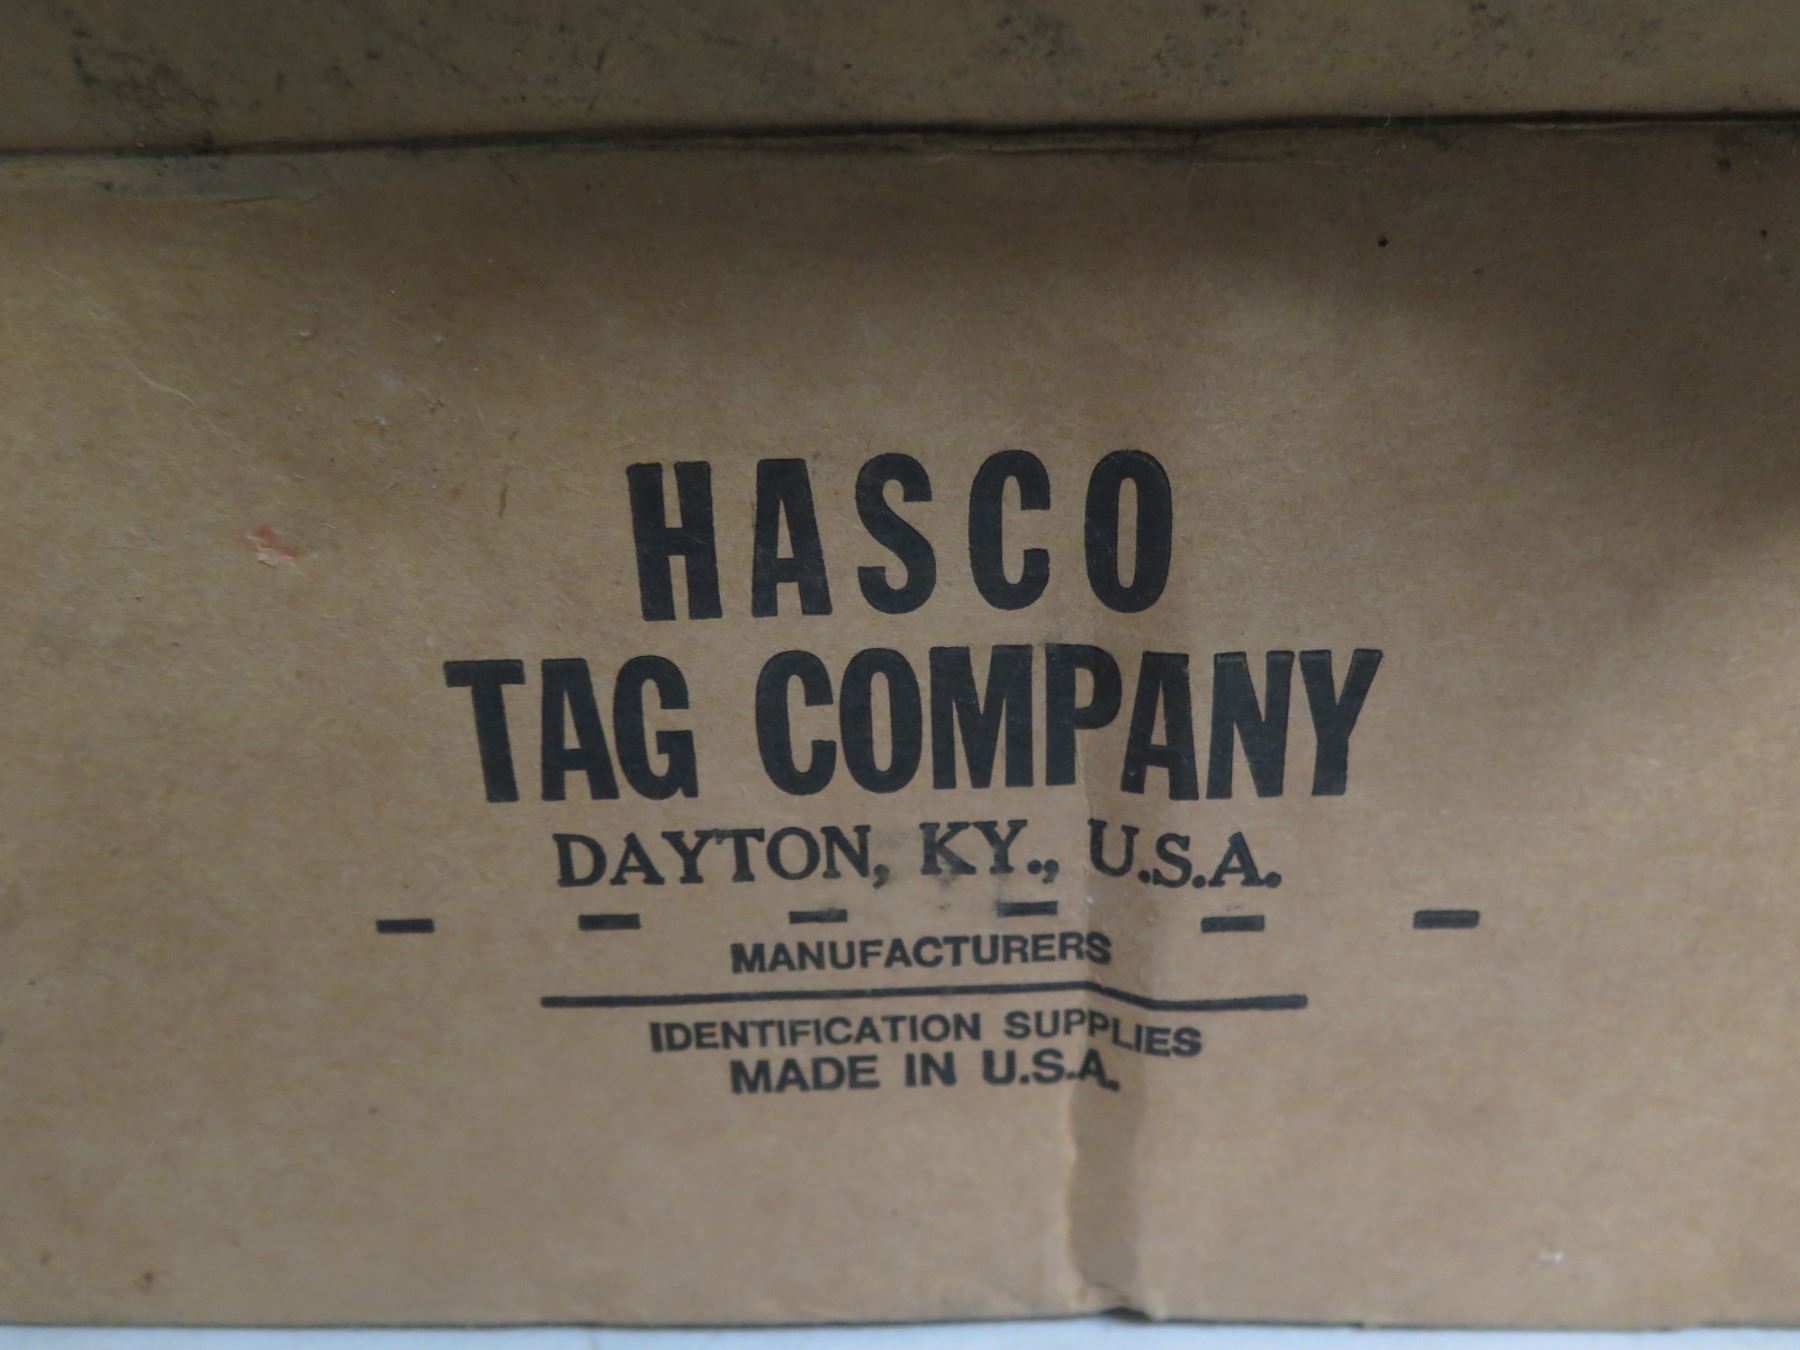 HASCO
TAG COMPANY
DAYTON, KY., U.S.A.
MANUFACTURERS
IDENTIFICATION SUPPLIES
MADE IN U.S.A.